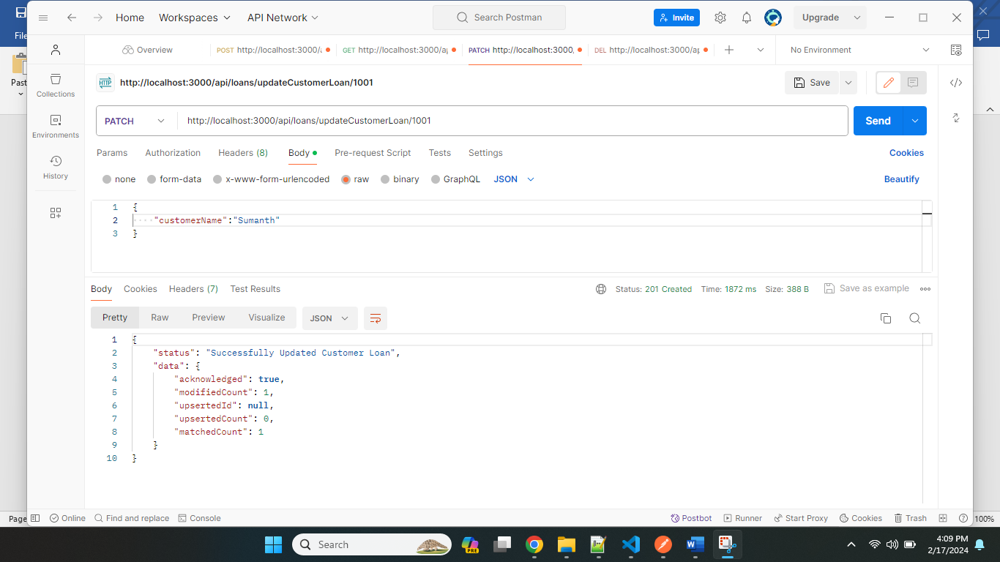 Home Workspaces API Network Search Postman Invite Upgrade
File
Overview POST http://localhost:3000/ GET http://localhost:3000/ap PATCH http://localhost:3000, DEL http://localhost:3000/ap No Environment
Past
HTTP http://localhost:3000/api/loans/updateCustomerLoan/1001 Save
Collections
PATCH http://localhost:3000/api/loans/updateCustomerLoan/1001 Send
Environments
Params Authorization Headers (8) Body Pre-request Script Tests Settings Cookies
History
none form-data x-www-form-urlencoded raw binary GraphQL JSON Beautify
1 {
2 "customerName":"Sumanth"
3 }
Body Cookies Headers (7) Test Results Status: 201 Created Time: 1872 ms Size: 388 B Save as example
Pretty Raw Preview Visualize JSON
1 {
2 "status": "Successfully Updated Customer Loan",
3 "data": {
4 "acknowledged": true,
5 "modifiedCount": 1,
6 "upsertedId": null,
7 "upsertedCount": 0,
8 "matchedCount": 1
9 }
10 }
Page Online Find and replace Console Postbot Runner Start Proxy Cookies Trash 100%
Search PRE 4:09 PM
2/17/2024